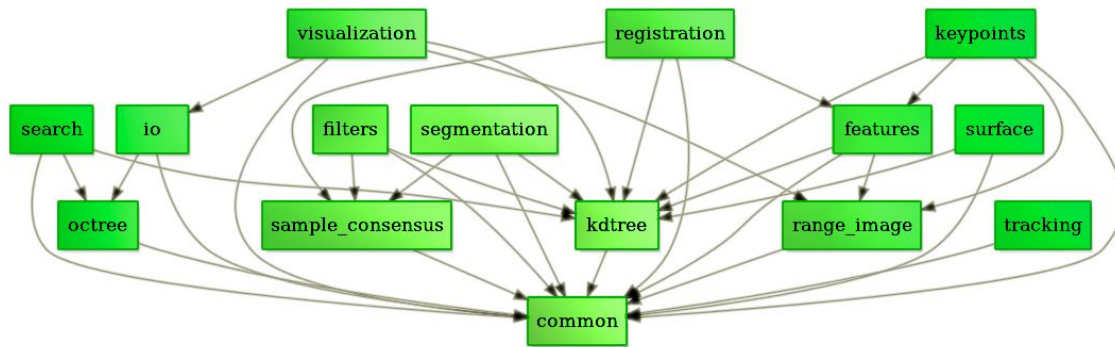 visualization
registration
keypoints
search
io
filters
segmentation
features
surface
octree
sample_consensus
kdtree
range_image
tracking
common